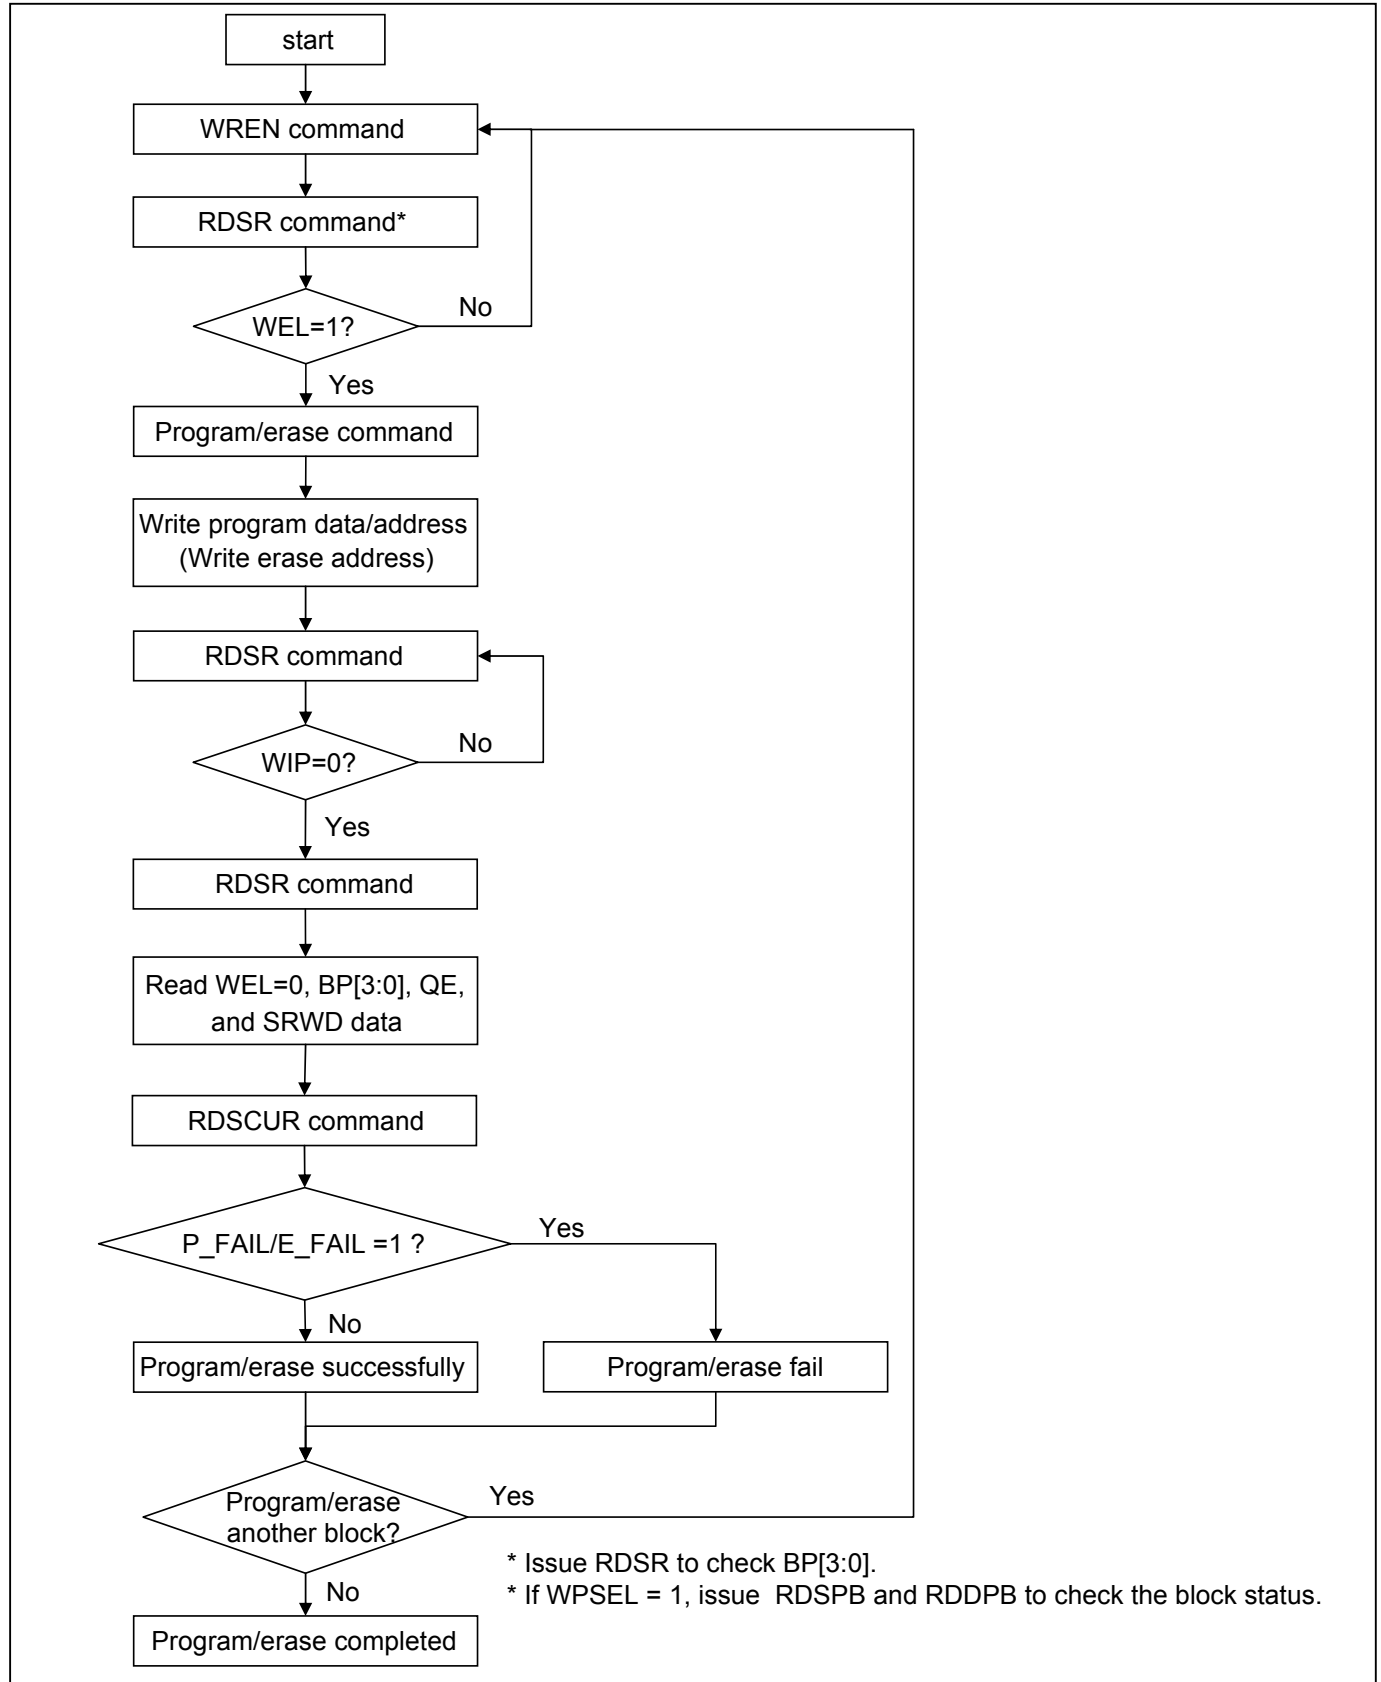 start
WREN command
RDSR command*
WEL=1?
No
Yes
Program/erase command
Write program data/address
(Write erase address)
RDSR command
WIP=0?
No
Yes
RDSR command
Read WEL=0, BP[3:0], QE,
and SRWD data
RDSCUR command
P_FAIL/E_FAIL =1 ?
Yes
No
Program/erase successfully
Program/erase fail
Program/erase
another block?
Yes
* Issue RDSR to check BP[3:0].
* If WPSEL = 1, issue  RDSPB and RDDPB to check the block status.
No
Program/erase completed